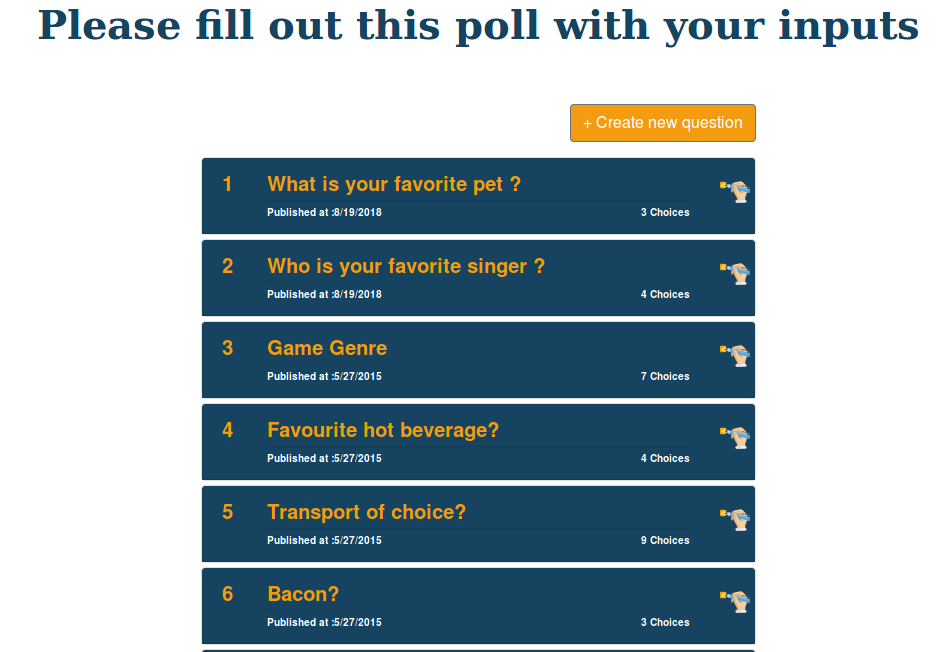 Please fill out this poll with your inputs
+ Create new question
1 What is your favorite pet ?
Published at :8/19/2018 3 Choices
2 Who is your favorite singer ?
Published at :8/19/2018 4 Choices
3 Game Genre
Published at :5/27/2015 7 Choices
4 Favourite hot beverage?
Published at :5/27/2015 4 Choices
5 Transport of choice?
Published at :5/27/2015 9 Choices
6 Bacon?
Published at :5/27/2015 3 Choices